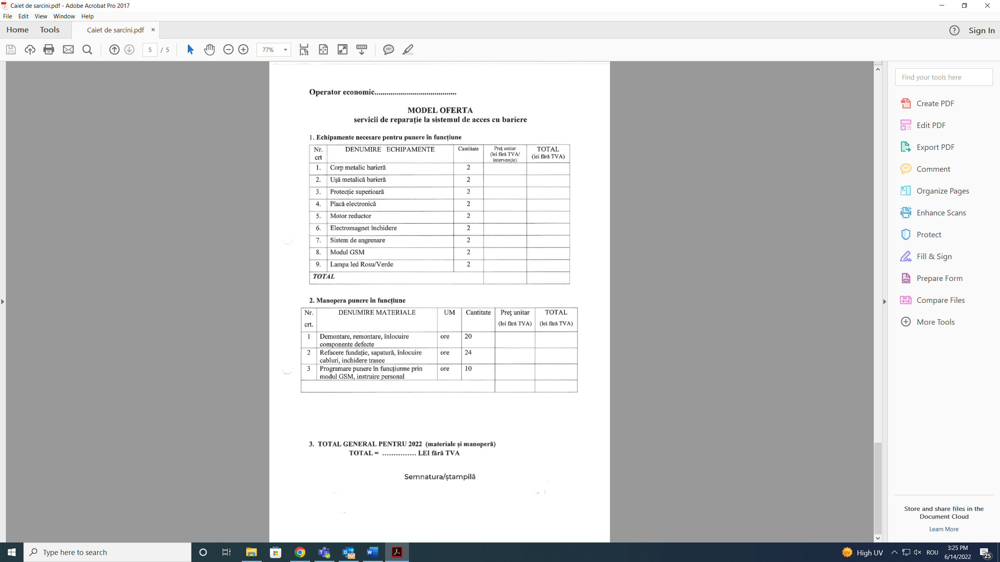 Caiet de sarcini.pdf - Adobe Acrobat Pro 2017
File Edit View Window Help
Home Tools Caiet de sarcini.pdf × ? Sign In
5 / 5 77%
Operator economic.........................................
MODEL OFERTA
servicii de reparație la sistemul de acces cu bariere
1. Echipamente necesare pentru punere în funcțiune
Nr. crt DENUMIRE ECHIPAMENTE Cantitate Preţ unitar (lei fără TVA/ intervenție) TOTAL (lei fără TVA)
1. Corp metalic barieră 2
2. Ușă metalică barieră 2
3. Protecție superioară 2
4. Placă electronică 2
5. Motor reductor 2
6. Electromagnet închidere 2
7. Sistem de angrenare 2
8. Modul GSM 2
9. Lampa led Rosu/Verde 2
TOTAL
2. Manopera punere în funcțiune
Nr. crt. DENUMIRE MATERIALE UM Cantitate Preţ unitar (lei fără TVA) TOTAL (lei fără TVA)
1 Demontare, remontare, înlocuire ore 20
componente defecte
2 Refacere fundație, sapatură, înlocuire ore 24
cabluri, inchidere trasee
3 Programare punere în funcțiunne prin ore 10
modul GSM, instruire personal
3. TOTAL GENERAL PENTRU 2022 (materiale și manoperă)
TOTAL = ............... LEI fără TVA
Semnatura/ștampilă
Find your tools here
Create PDF
Edit PDF
Export PDF
Comment
Organize Pages
Enhance Scans
Protect
Fill & Sign
Prepare Form
Compare Files
More Tools
Store and share files in the
Document Cloud
Learn More
Type here to search
UV High UV ROU
3:25 PM
6/14/2022
25